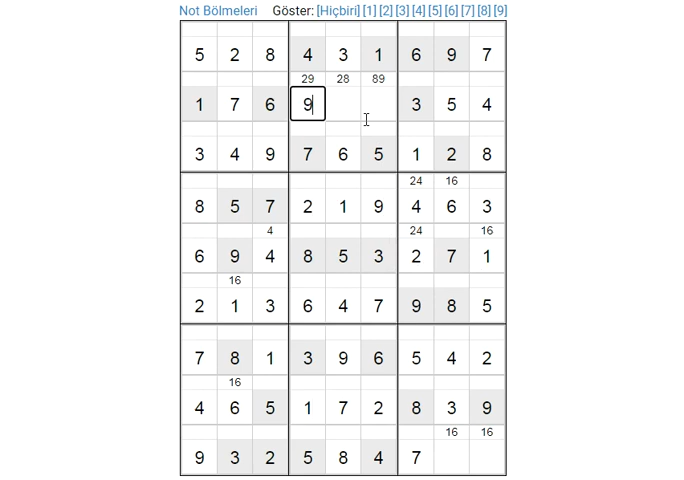 Not Bölmeleri Göster: [Hiçbiri] [1] [2] [3] [4] [5] [6] [7] [8] [9]
5 2 8 4 3 1 6 9 7
29 28 89
1 7 6 9 3 5 4
3 4 9 7 6 5 1 2 8
24 16
8 5 7 2 1 9 4 6 3
4 24 16
6 9 4 8 5 3 2 7 1
16
2 1 3 6 4 7 9 8 5
7 8 1 3 9 6 5 4 2
16
4 6 5 1 7 2 8 3 9
16 16
9 3 2 5 8 4 7